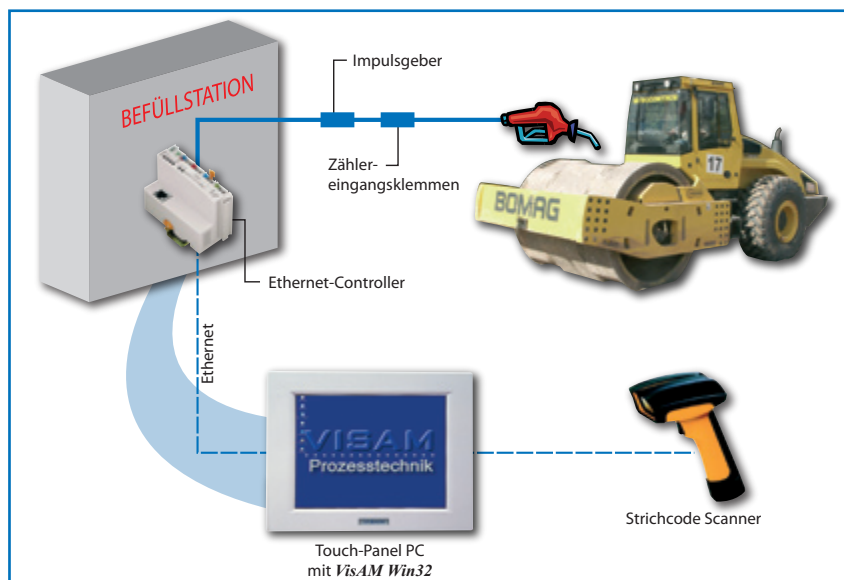 BEFÜLLSTATION
Impulsgeber
Zähler-
eingangsklemmen
17
BOMAG
Ethernet-Controller
Ethernet
VISAM
Prozesstechnik
Strichcode Scanner
Touch-Panel PC
mit VisAM Win32